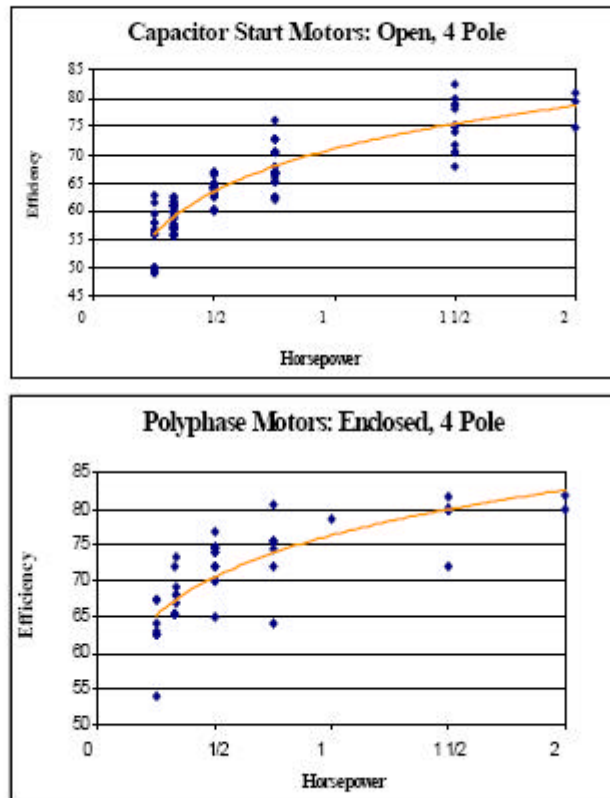 Capacitor Start Motors: Open, 4 Pole
85
80
75
70
65
60
55
50
45
Efficiency
0 1/2 1 1 1/2 2
Horsepower
Polyphase Motors: Enclosed, 4 Pole
85
80
75
70
65
60
55
50
Efficiency
0 1/2 1 1 1/2 2
Horsepower